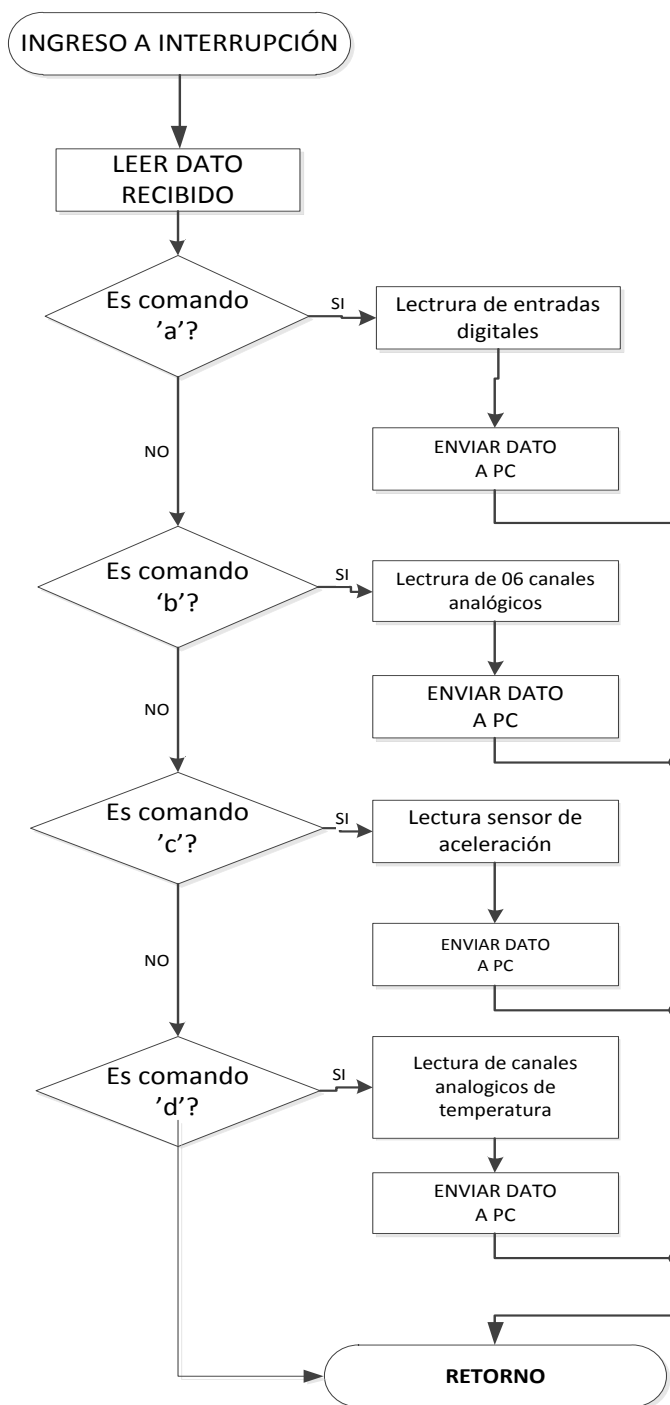 INGRESO A INTERRUPCIÓN
LEER DATO
RECIBIDO
Es comando
’a’?
SI
Lectrura de entradas
digitales
ENVIAR DATO
A PC
NO
Es comando
‘b’?
SI
Lectrura de 06 canales
analógicos
ENVIAR DATO
A PC
NO
Es comando
’c’?
SI
Lectura sensor de
aceleración
ENVIAR DATO
A PC
NO
Es comando
’d’?
SI
Lectura de canales
analogicos de
temperatura
ENVIAR DATO
A PC
RETORNO